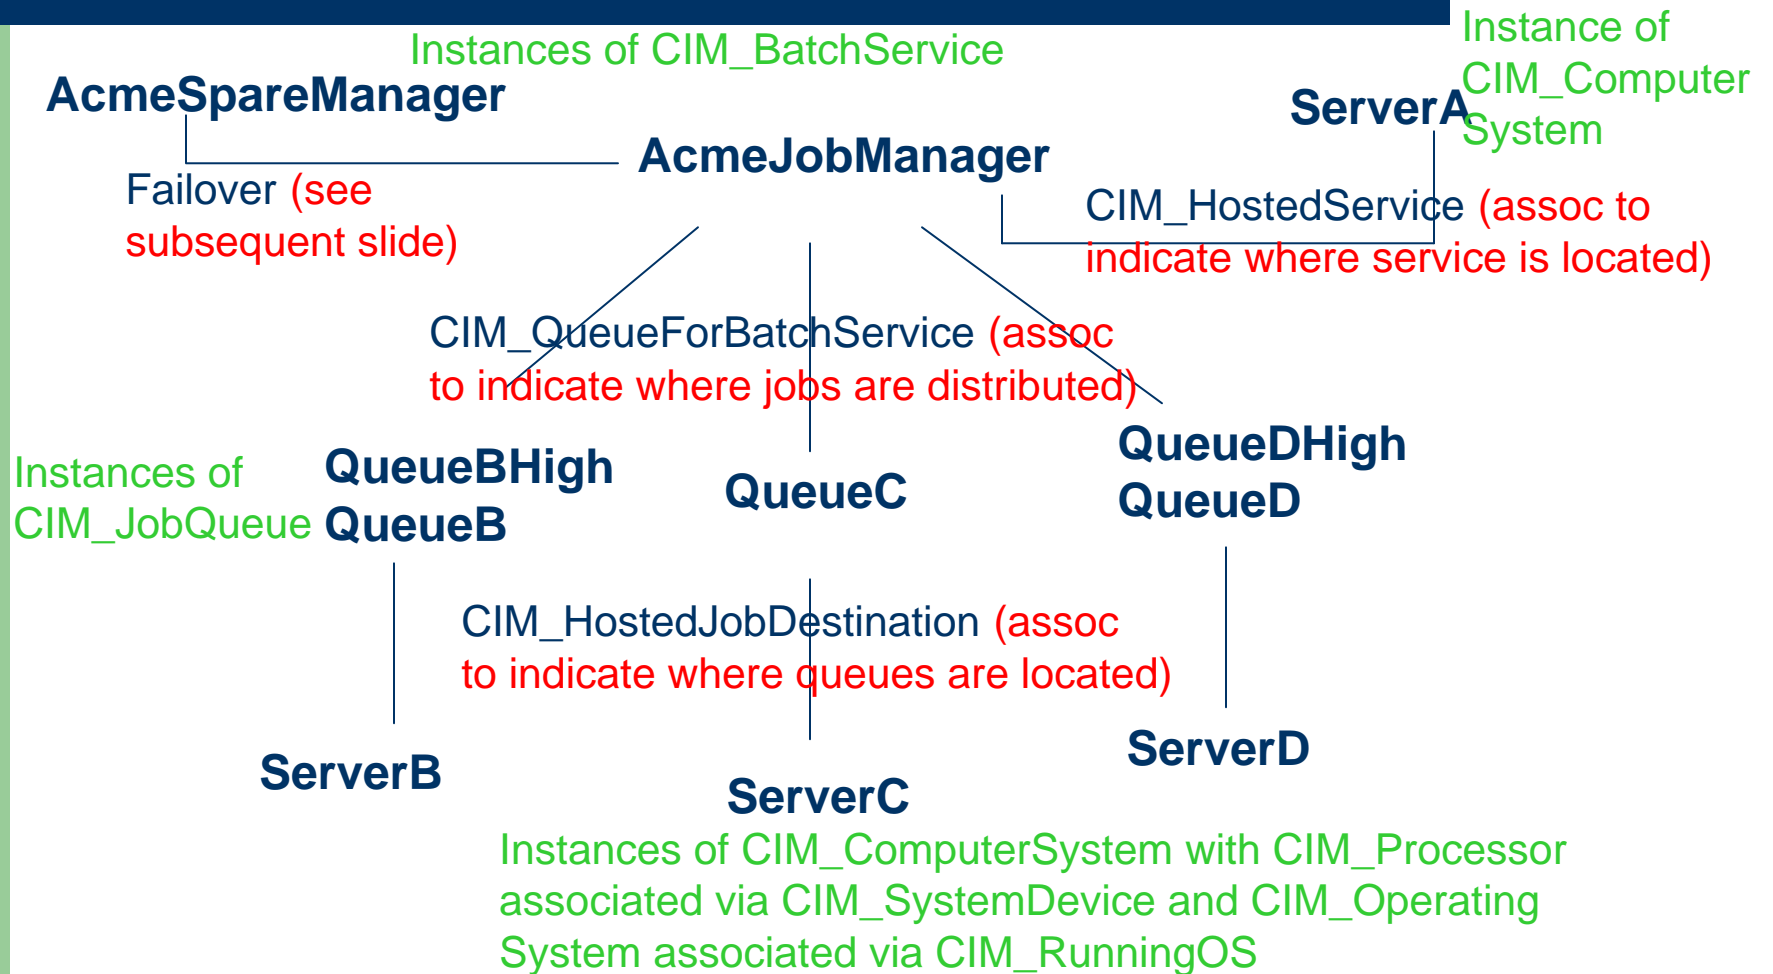 Instances of CIM_BatchService
Instance of
CIM_Computer
System
AcmeSpareManager
ServerA
AcmeJobManager
Failover (see
subsequent slide)
CIM_HostedService (assoc to
indicate where service is located)
CIM_QueueForBatchService (assoc
to indicate where jobs are distributed)
Instances of
CIM_JobQueue
QueueBHigh
QueueB
QueueC
QueueDHigh
QueueD
CIM_HostedJobDestination (assoc
to indicate where queues are located)
ServerB
ServerC
ServerD
Instances of CIM_ComputerSystem with CIM_Processor
associated via CIM_SystemDevice and CIM_Operating
System associated via CIM_RunningOS